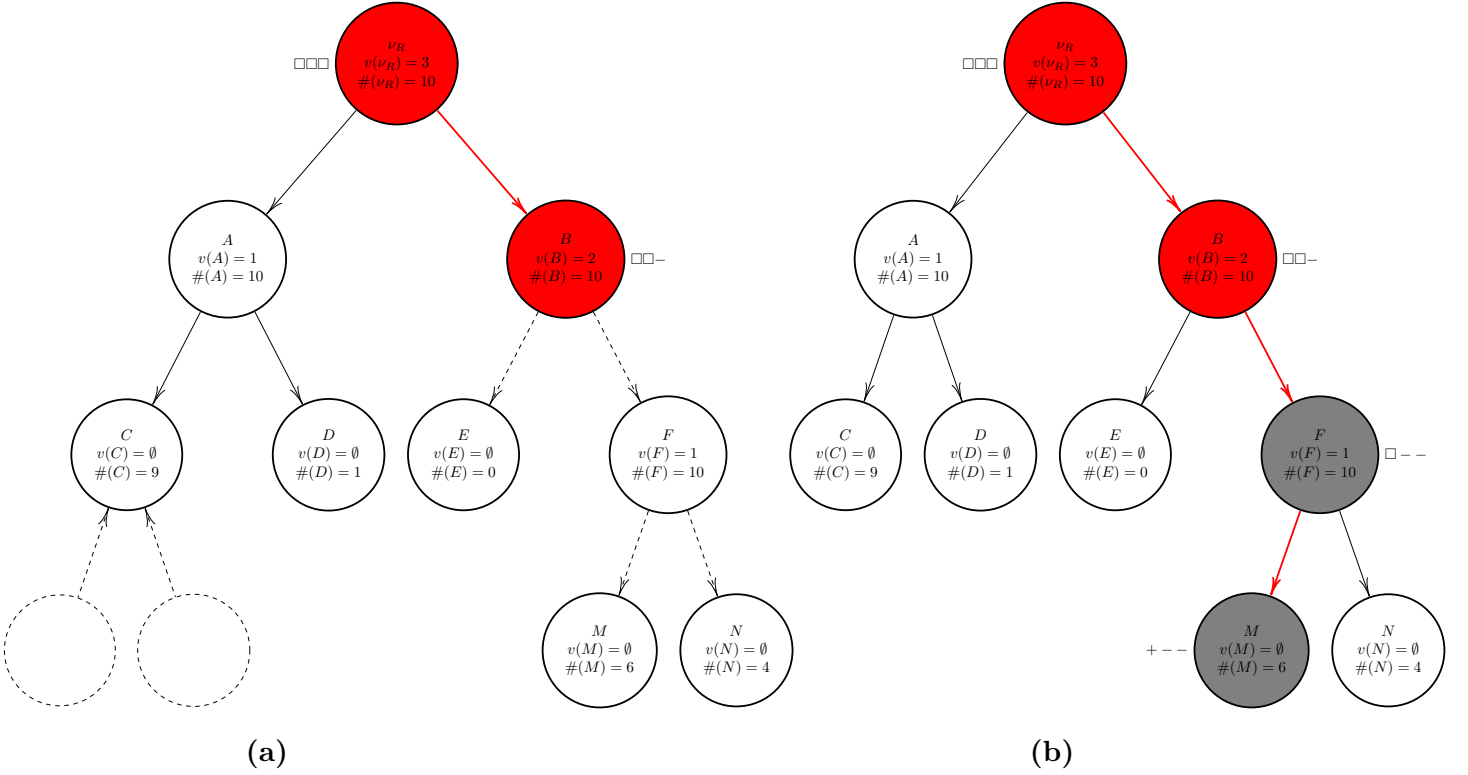 ν_R
v(ν_R) = 3
#(ν_R) = 10
□□□
A
v(A) = 1
#(A) = 10
B
v(B) = 2
#(B) = 10
□□−
C
v(C) = ∅
#(C) = 9
D
v(D) = ∅
#(D) = 1
E
v(E) = ∅
#(E) = 0
F
v(F) = 1
#(F) = 10
M
v(M) = ∅
#(M) = 6
N
v(N) = ∅
#(N) = 4
(a)
ν_R
v(ν_R) = 3
#(ν_R) = 10
□□□
A
v(A) = 1
#(A) = 10
B
v(B) = 2
#(B) = 10
□□−
C
v(C) = ∅
#(C) = 9
D
v(D) = ∅
#(D) = 1
E
v(E) = ∅
#(E) = 0
F
v(F) = 1
#(F) = 10
□ − −
+ − −
M
v(M) = ∅
#(M) = 6
N
v(N) = ∅
#(N) = 4
(b)